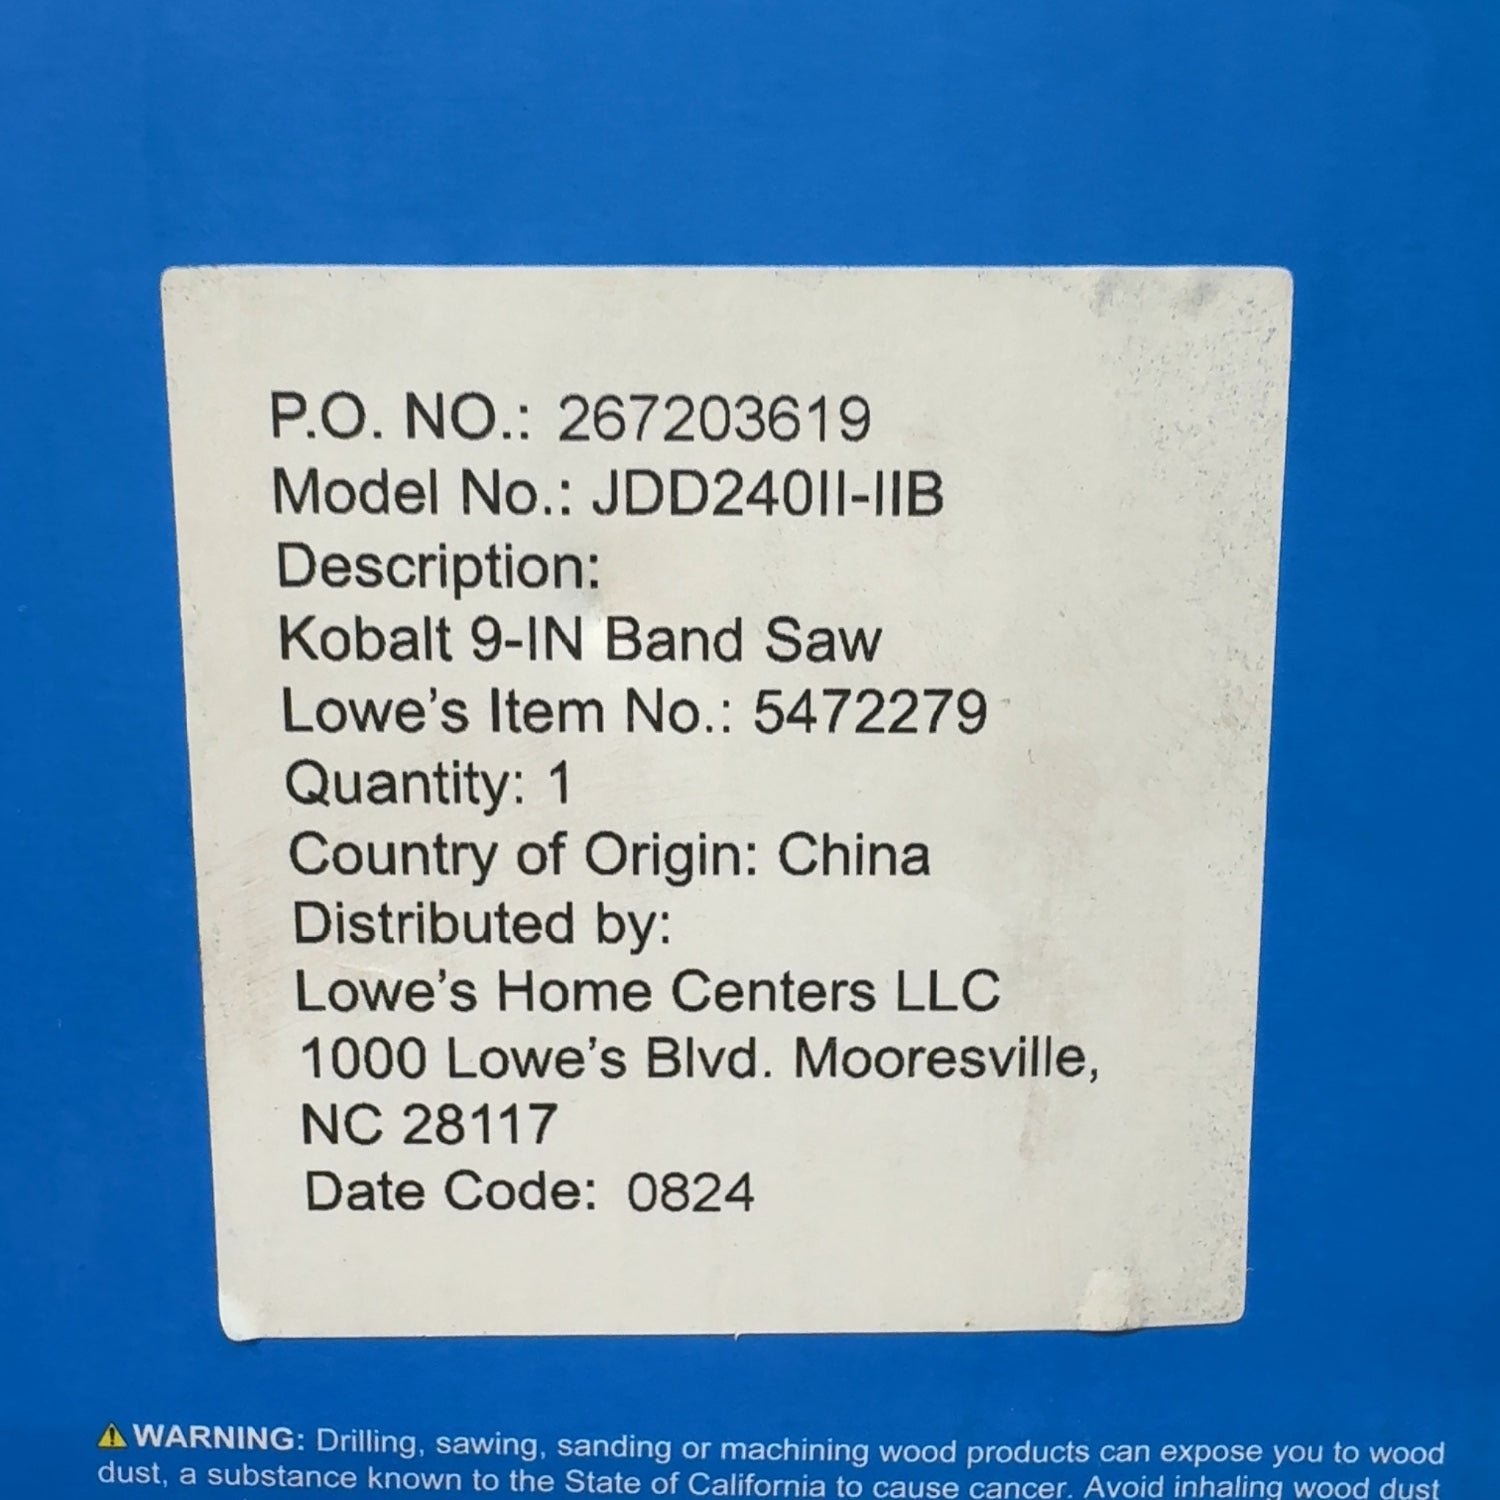 P.O. NO.: 267203619
Model No.: JDD240II-IIB
Description:
Kobalt 9-IN Band Saw
Lowe's Item No.: 5472279
Quantity: 1
Country of Origin: China
Distributed by:
Lowe's Home Centers LLC
1000 Lowe's Blvd. Mooresville,
NC 28117
Date Code: 0824
⚠WARNING: Drilling, sawing, sanding or machining wood products can expose you to wood
dust, a substance known to the State of California to cause cancer. Avoid inhaling wood dust